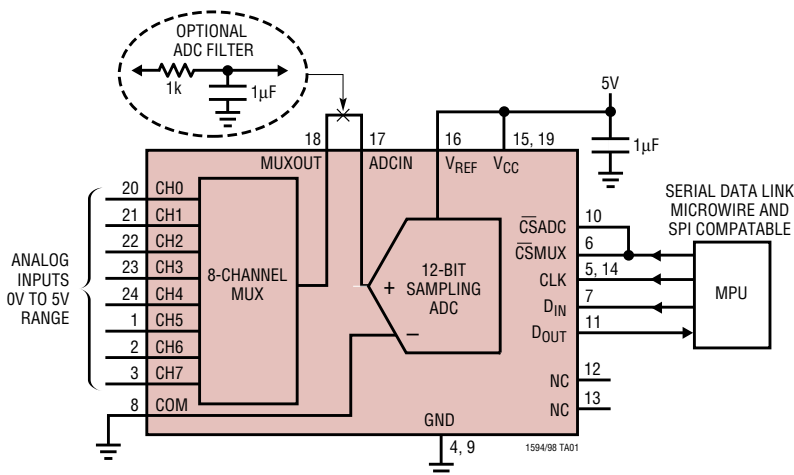 OPTIONAL
ADC FILTER
1k
1µF
5V
18
17
16
15, 19
1µF
MUXOUT
ADCIN
VREF
VCC
20
CH0
21
CH1
22
CH2
23
CH3
24
CH4
1
CH5
2
CH6
3
CH7
8
COM
ANALOG
INPUTS
0V TO 5V
RANGE
8-CHANNEL
MUX
+
12-BIT
SAMPLING
ADC
–
CSADC
10
CSMUX
6
CLK
5, 14
DIN
7
DOUT
11
NC
12
NC
13
SERIAL DATA LINK
MICROWIRE AND
SPI COMPATABLE
MPU
GND
4, 9
1594/98 TA01